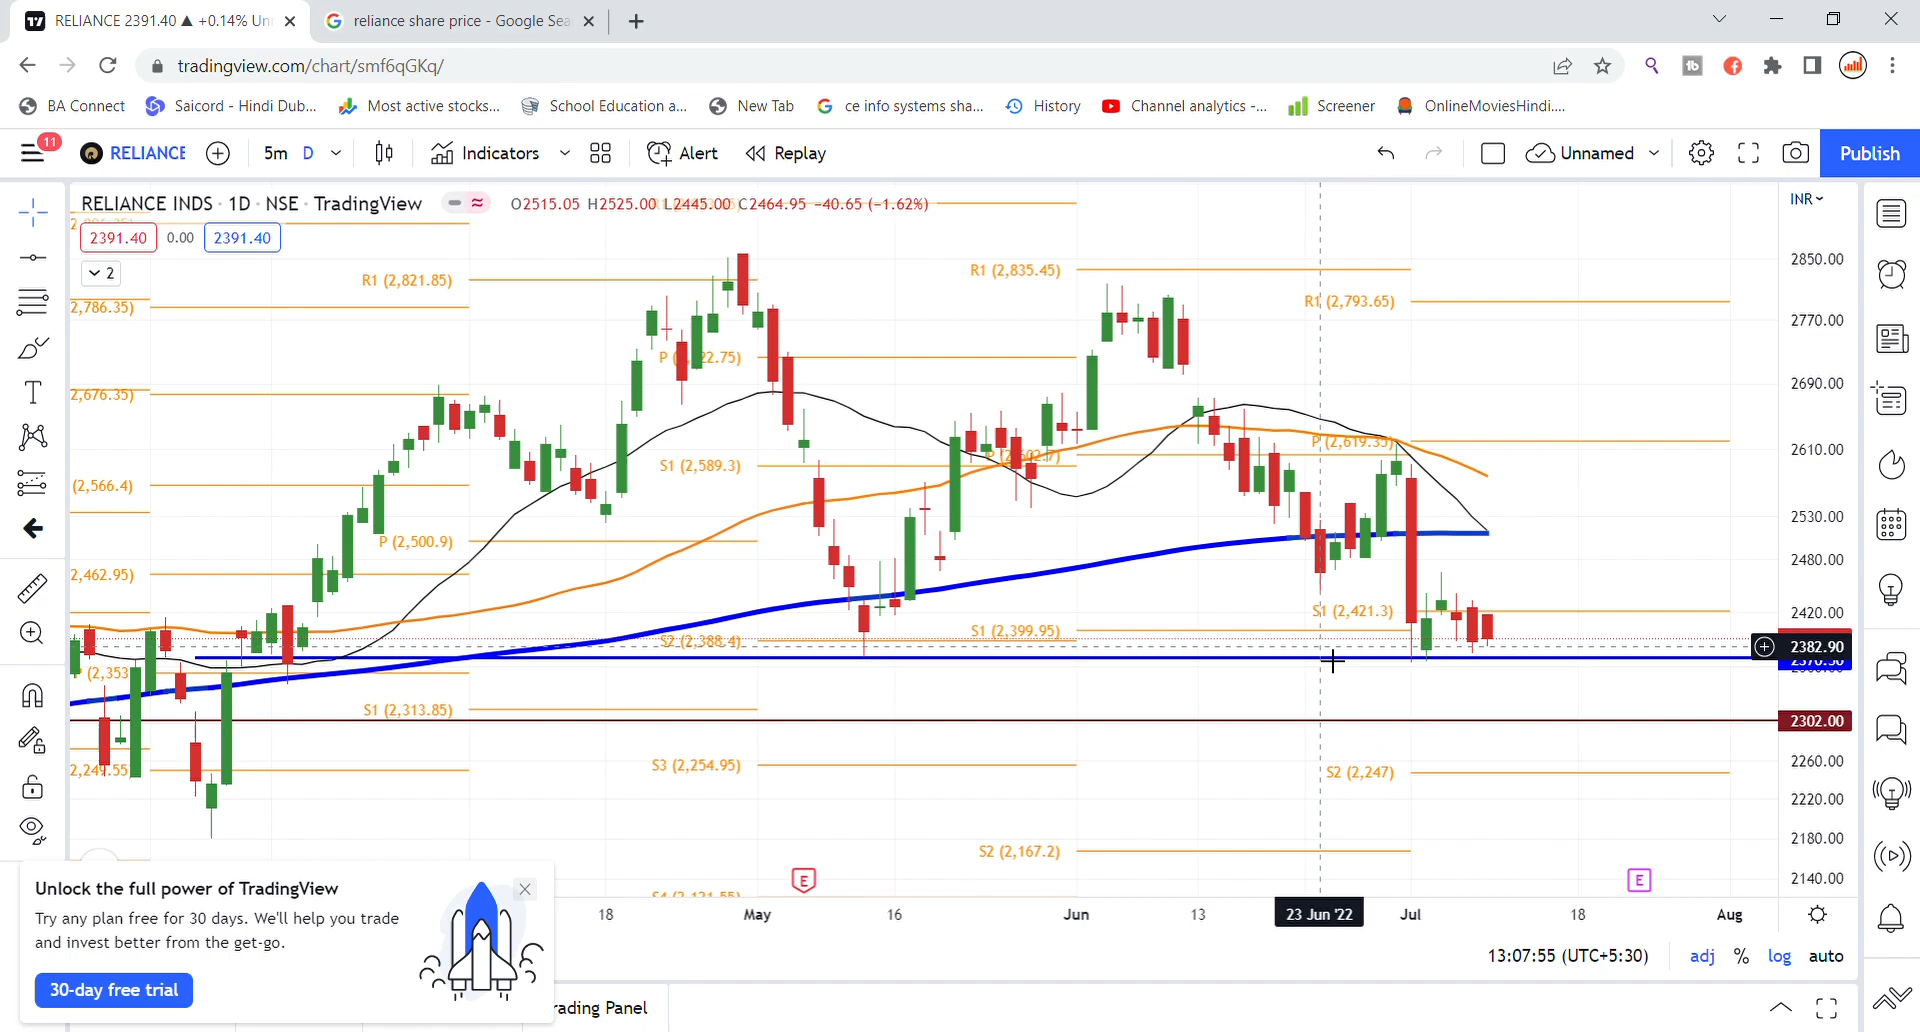 RELIANCE 2391.40 ▲ +0.14% Un
reliance share price - Google Sea
tradingview.com/chart/smf6qGKq/
BA Connect
Saicord - Hindi Dub...
Most active stocks...
School Education a...
New Tab
ce info systems sha...
History
Channel analytics -...
Screener
OnlineMoviesHindi....
11
RELIANCE
5m D
Indicators
Alert
Replay
Unnamed
Publish
RELIANCE INDS · 1D · NSE · TradingView
O2515.05 H2525.00 L2445.00 C2464.95 −40.65 (−1.62%)
INR
2391.40 0.00 2391.40
2
R1 (2,821.85)
R1 (2,835.45)
R1 (2,793.65)
2,786.35)
P (2,622.75)
2,676.35)
P (2,619.35)
S1 (2,589.3)
P (2,602.7)
(2,566.4)
P (2,500.9)
2,462.95)
S1 (2,421.3)
S1 (2,399.95)
S2 (2,388.4)
(2,353
S1 (2,313.85)
S3 (2,254.95)
2,249.55)
S2 (2,247)
S2 (2,167.2)
2850.00
2770.00
2690.00
2610.00
2530.00
2480.00
2420.00
2382.90
2370.50
2302.00
2260.00
2220.00
2180.00
2140.00
E
E
18
May
16
Jun
13
23 Jun '22
Jul
18
Aug
13:07:55 (UTC+5:30)
adj % log auto
Unlock the full power of TradingView
Try any plan free for 30 days. We'll help you trade
and invest better from the get-go.
30-day free trial
rading Panel